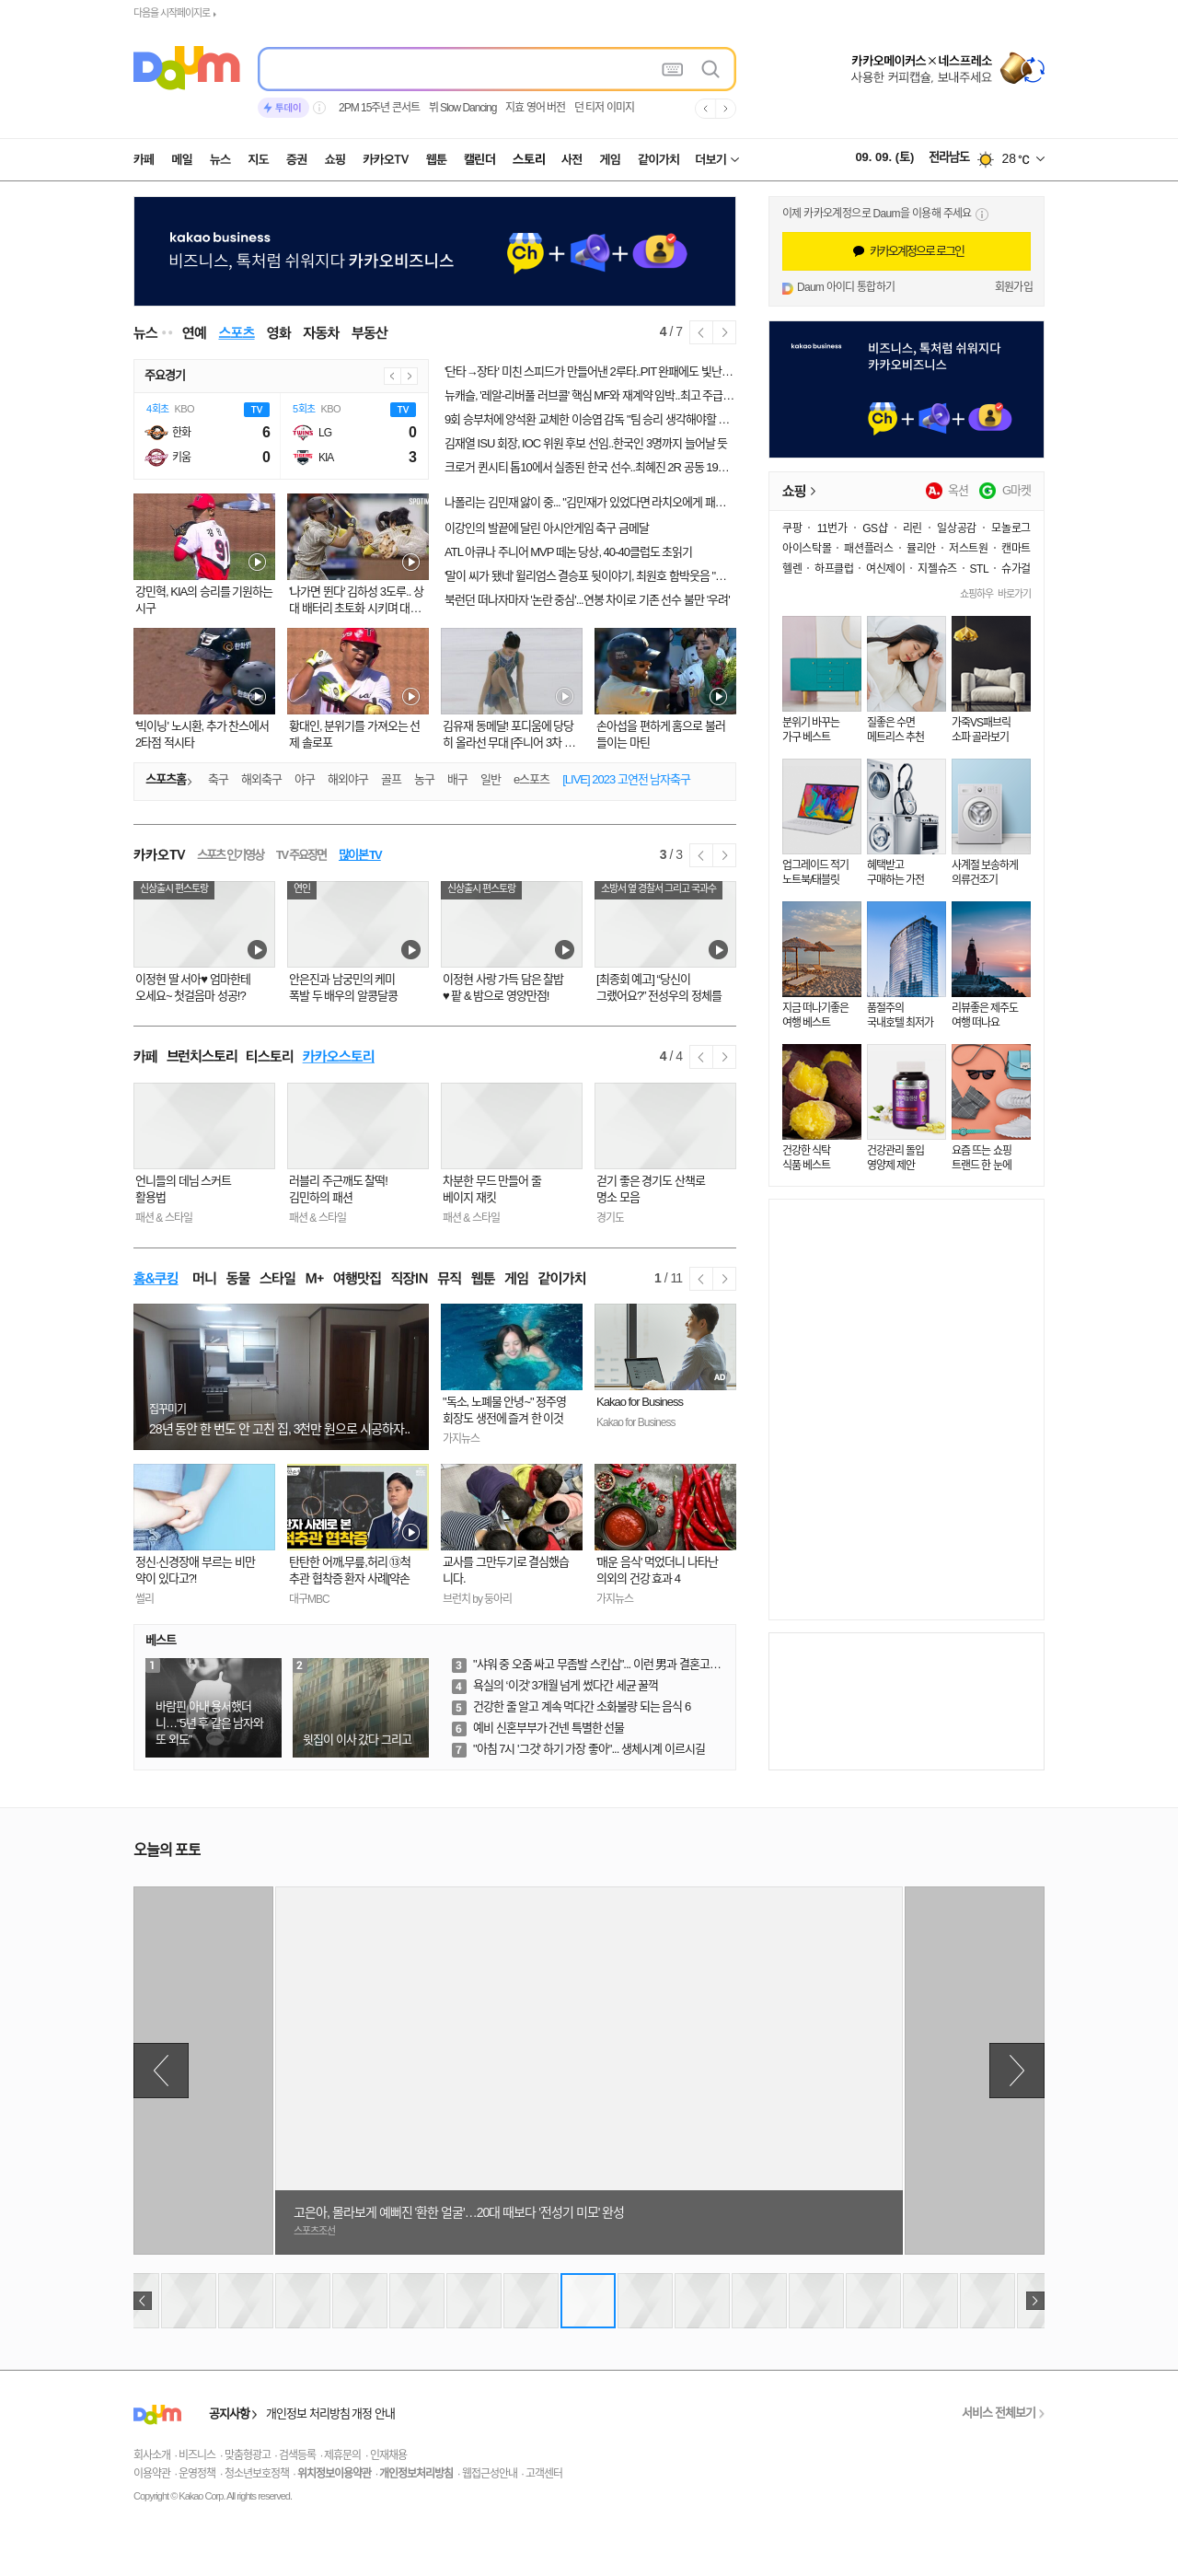 다음을 시작페이지로
Daum
카카오메이커스×네스프레소
사용한 커피캡슐, 보내주세요
투데이
2PM 15주년 콘서트 뷔 Slow Dancing 지효 영어 버전 던 티저 이미지
카페 메일 뉴스 지도 증권 쇼핑 카카오TV 웹툰 캘린더 스토리 사전 게임 같이가치 더보기
09. 09. (토) 전라남도 28 ℃
kakao business
비즈니스, 톡처럼 쉬워지다 카카오비즈니스
Ch
이제 카카오계정으로 Daum을 이용해 주세요
카카오계정으로 로그인
Daum 아이디 통합하기 회원가입
뉴스 연예 스포츠 영화 자동차 부동산
4 / 7
주요경기
4회초 KBO TV
한화 6
키움 0
5회초 KBO TV
LG 0
KIA 3
'단타→장타' 미친 스피드가 만들어낸 2루타..PIT 완패에도 빛난…
뉴캐슬, '레알-리버풀 러브콜' 핵심 MF와 재계약 임박..최고 주급…
9회 승부처에 양석환 교체한 이승엽 감독 "팀 승리 생각해야할 …
김재열 ISU 회장, IOC 위원 후보 선임..한국인 3명까지 늘어날 듯
크로거 퀸시티 톱10에서 실종된 한국 선수..최혜진 2R 공동 19…
나폴리는 김민재 앓이 중... "김민재가 있었다면 라치오에게 패…
이강인의 발끝에 달린 아시안게임 축구 금메달
ATL 아큐나 주니어 MVP 떼논 당상, 40-40클럽도 초읽기
'말이 씨가 됐네' 윌리엄스 결승포 뒷이야기, 최원호 함박웃음 "…
북런던 떠나자마자 '논란 중심'...연봉 차이로 기존 선수 불만 '우려'
강민혁, KIA의 승리를 기원하는 시구
'나가면 뛴다' 김하성 3도루.. 상대 배터리 초토화 시키며 대…
'빅이닝' 노시환, 추가 찬스에서 2타점 적시타
황대인, 분위기를 가져오는 선제 솔로포
김유재 동메달! 포디움에 당당히 올라선 무대 [주니어 3차 …
손아섭을 편하게 홈으로 불러들이는 마틴
스포츠홈 축구 해외축구 야구 해외야구 골프 농구 배구 일반 e스포츠 [LIVE] 2023 고연전 남자축구
kakao business
비즈니스, 톡처럼 쉬워지다
카카오비즈니스
Ch
쇼핑 A. 옥션 G G마켓
쿠팡 · 11번가 · GS샵 · 리린 · 일상공감 · 모놀로그
아이스탁몰 · 패션플러스 · 뮬리안 · 저스트원 · 캔마트
헬렌 · 하프클럽 · 여신제이 · 지젤슈즈 · STL · 슈가걸
쇼핑하우 바로가기
분위기 바꾸는
가구 베스트
질좋은 수면
메트리스 추천
가죽VS패브릭
소파 골라보기
업그레이드 적기
노트북/태블릿
혜택받고
구매하는 가전
사계절 보송하게
의류건조기
지금 떠나기좋은
여행 베스트
품절주의
국내호텔 최저가
리뷰좋은 제주도
여행 떠나요
건강한 식탁
식품 베스트
건강관리 돌입
영양제 제안
요즘 뜨는 쇼핑
트랜드 한 눈에
카카오TV 스포츠 인기영상 TV 주요장면 많이본TV
3 / 3
신상출시 편스토랑
이정현 딸 서아♥ 엄마한테
오세요~ 첫걸음마 성공!?
연인
안은진과 남궁민의 케미
폭발 두 배우의 알콩달콩
신상출시 편스토랑
이정현 사랑 가득 담은 찰밥
♥ 팥 & 밤으로 영양만점!
소방서 옆 경찰서 그리고 국과수
[최종회 예고] "당신이
그랬어요?" 전성우의 정체를
카페 브런치스토리 티스토리 카카오스토리
4 / 4
언니들의 데님 스커트
활용법
패션 & 스타일
러블리 주근깨도 찰떡!
김민하의 패션
패션 & 스타일
차분한 무드 만들어 줄
베이지 재킷
패션 & 스타일
걷기 좋은 경기도 산책로
명소 모음
경기도
홈&쿠킹 머니 동물 스타일 M+ 여행맛집 직장IN 뮤직 웹툰 게임 같이가치
1 / 11
집꾸미기
28년 동안 한 번도 안 고친 집, 3천만 원으로 시공하자..
"독소, 노폐물 안녕~" 정주영
회장도 생전에 즐겨 한 이것
가지뉴스
AD
Kakao for Business
Kakao for Business
정신·신경장애 부르는 비만
약이 있다고?!
썰리
환자 사례로 본
척추관 협착증
탄탄한 어깨,무릎,허리 ⑬척
추관 협착증 환자 사례[약손
대구MBC
교사를 그만두기로 결심했습
니다.
브런치 by 둥아리
'매운 음식' 먹었더니 나타난
의외의 건강 효과 4
가지뉴스
베스트
1
바람핀 아내 용서했더
니…"5년 후 같은 남자와
또 외도"
2
윗집이 이사 갔다 그리고
3 "샤워 중 오줌 싸고 무좀발 스킨십"... 이런 男과 결혼고…
4 욕실의 '이것' 3개월 넘게 썼다간 세균 꿀꺽
5 건강한 줄 알고 계속 먹다간 소화불량 되는 음식 6
6 예비 신혼부부가 건넨 특별한 선물
7 "아침 7시 '그것' 하기 가장 좋아"... 생체시계 이르시길
오늘의 포토
고은아, 몰라보게 예뻐진 '환한 얼굴'…20대 때보다 '전성기 미모' 완성
스포츠조선
Daum
공지사항 개인정보 처리방침 개정 안내
서비스 전체보기
회사소개 · 비즈니스 · 맞춤형광고 · 검색등록 · 제휴문의 · 인재채용
이용약관 · 운영정책 · 청소년보호정책 · 위치정보이용약관 · 개인정보처리방침 · 웹접근성안내 · 고객센터
Copyright © Kakao Corp. All rights reserved.